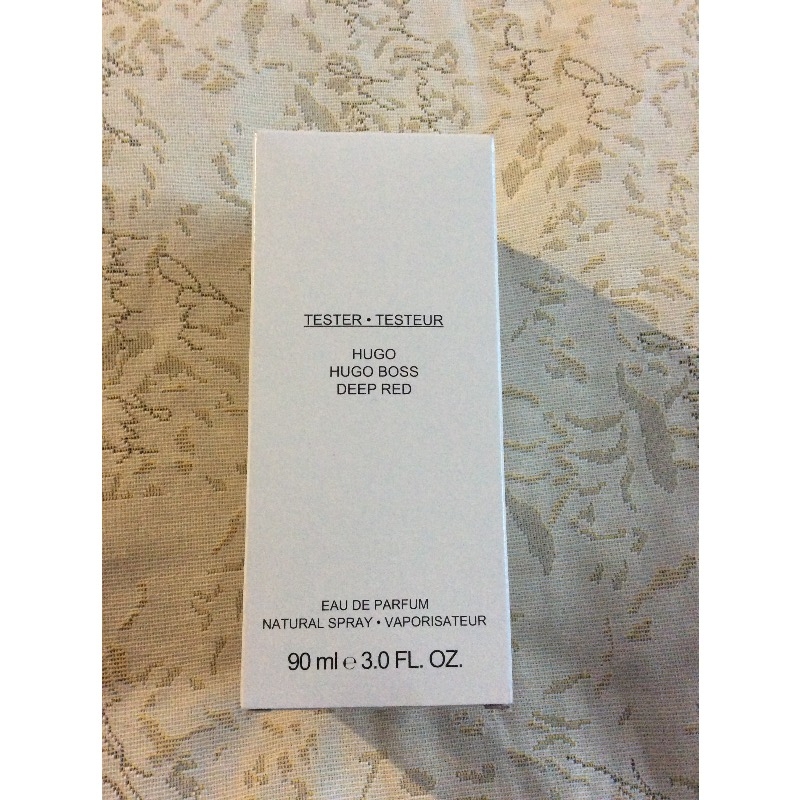 TESTER • TESTEUR
HUGO
HUGO BOSS
DEEP RED
EAU DE PARFUM
NATURAL SPRAY • VAPORISATEUR
90 ml ℮ 3.0 FL. OZ.